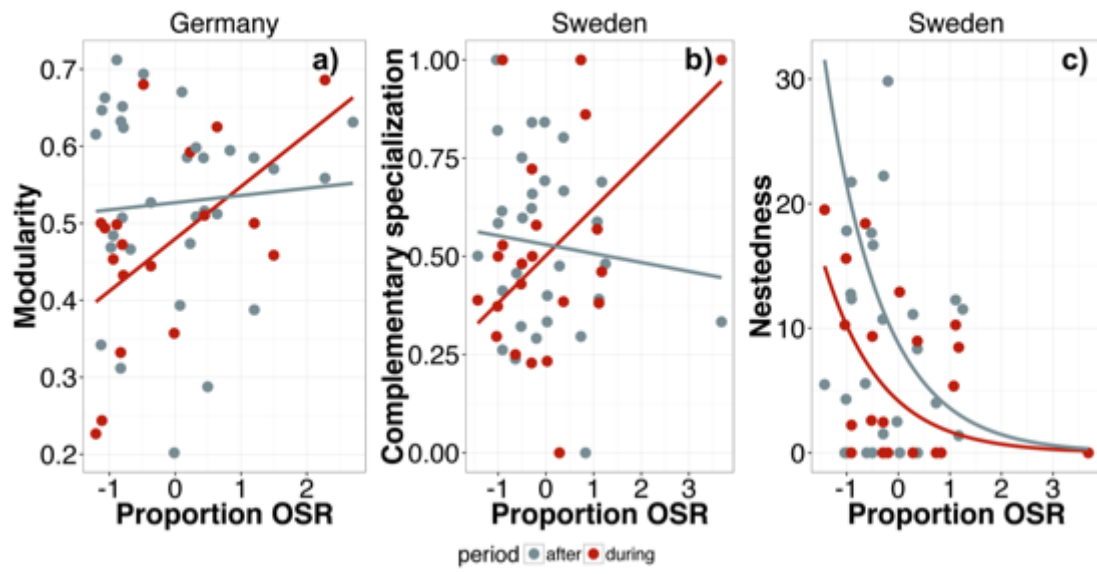 Germany
Sweden
Sweden
a)
b)
c)
Modularity
0.7
0.6
0.5
0.4
0.3
0.2
-1 0 1 2
Proportion OSR
Complementary specialization
1.00
0.75
0.50
0.25
0.00
-1 0 1 2 3
Proportion OSR
Nestedness
30
20
10
0
-1 0 1 2 3
Proportion OSR
period after during